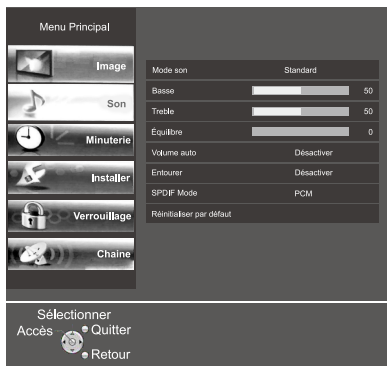 Menu Principal
Image
Son
Minuterie
Installer
Verrouillage
Chaine
Mode son Standard
Basse 50
Treble 50
Équilibre 0
Volume auto Désactiver
Entourer Désactiver
SPDIF Mode PCM
Réinitialiser par défaut
Sélectionner
Accès Quitter
Retour